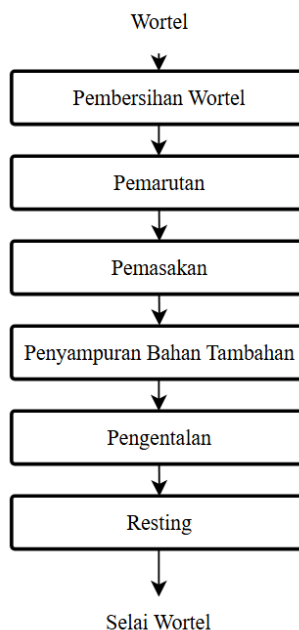 Wortel
Pembersihan Wortel
Pemarutan
Pemasakan
Penyampuran Bahan Tambahan
Pengentalan
Resting
Selai Wortel